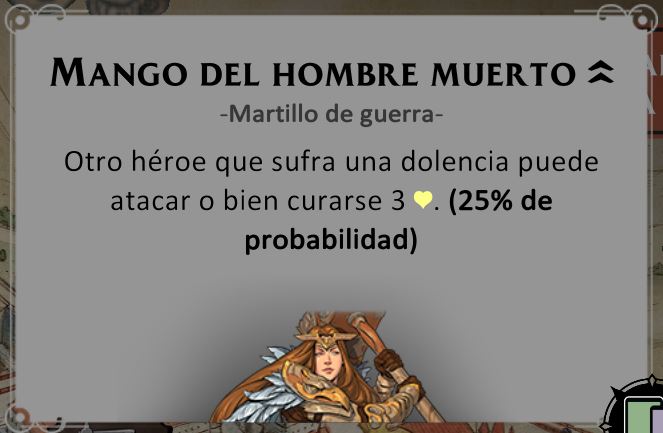 MANGO DEL HOMBRE MUERTO
-Martillo de guerra-
Otro héroe que sufra una dolencia puede
atacar o bien curarse 3 💛. (25% de
probabilidad)